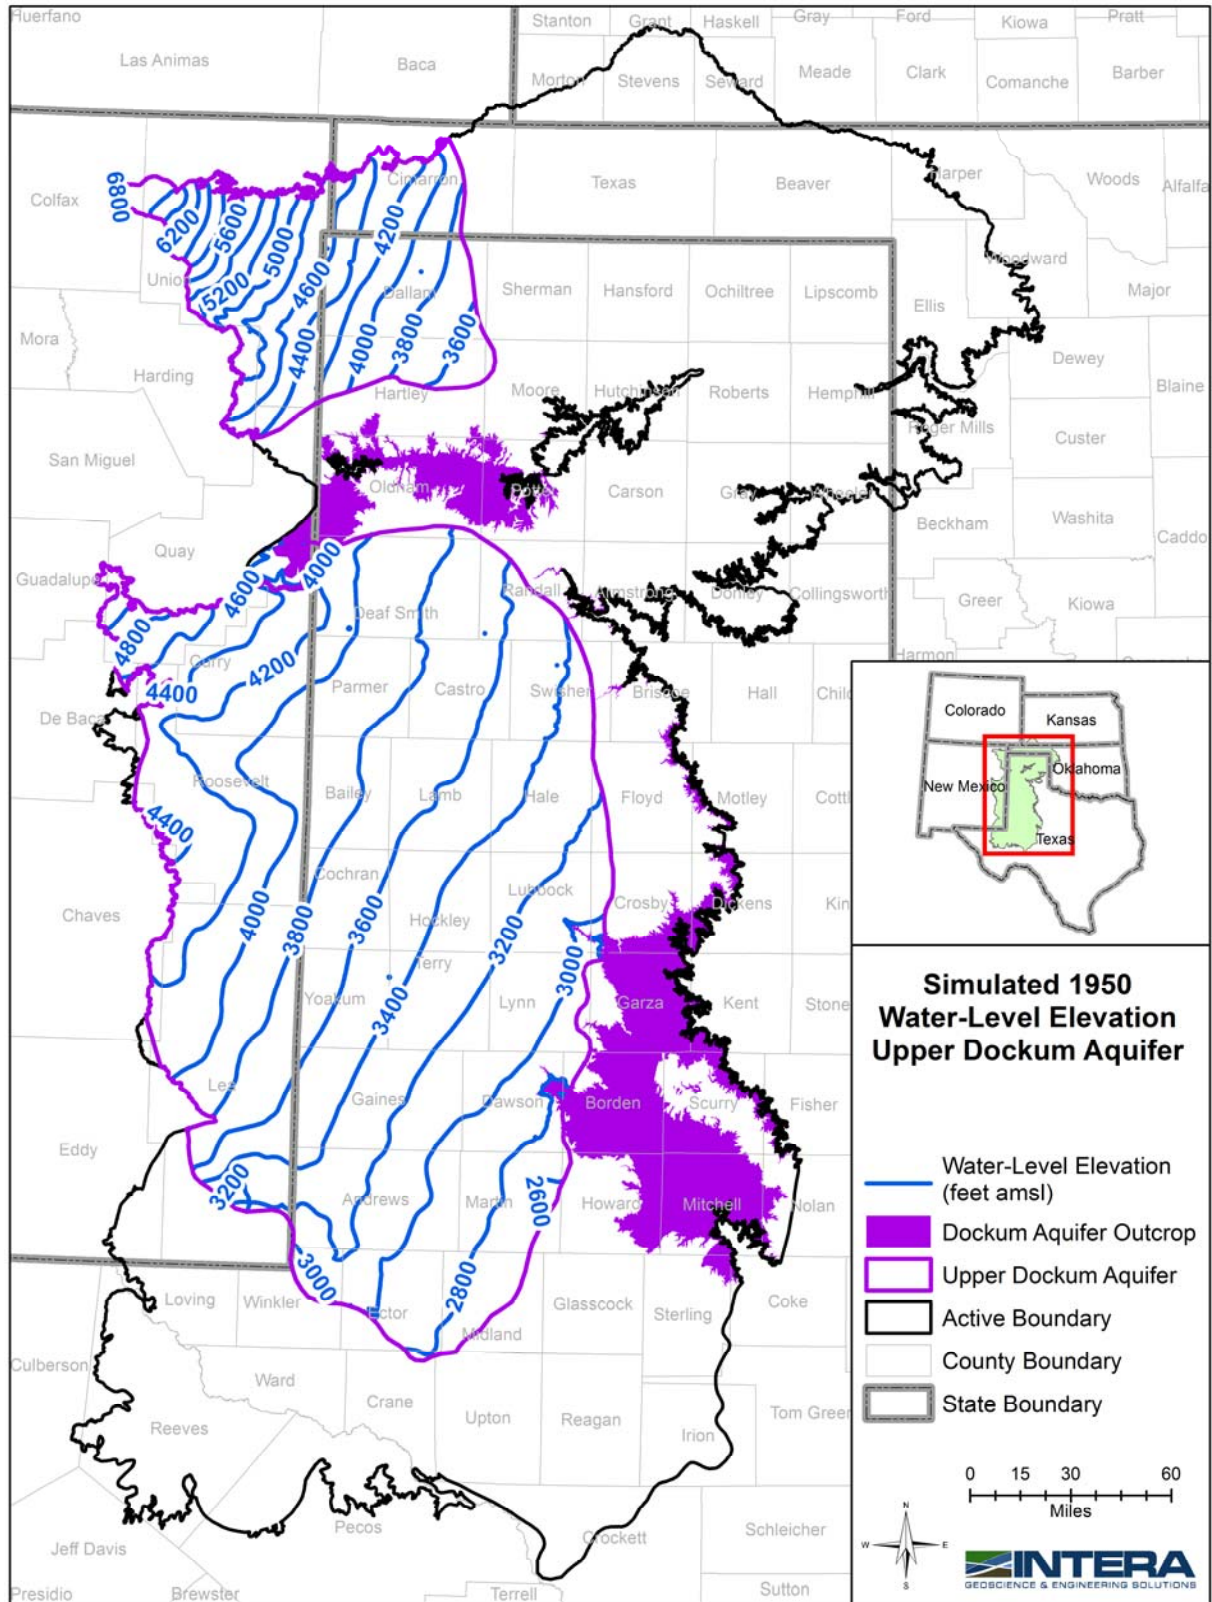 Huerfano
Las Animas
Baca
Stanton
Grant
Haskell
Gray
Ford
Kiowa
Pratt
Morton
Stevens
Seward
Meade
Clark
Comanche
Barber
Colfax
Cimarron
Texas
Beaver
Harper
Woods
Alfalfa
6800
6200
5600
5000
4200
Union
5200
4600
Dallam
Sherman
Hansford
Ochiltree
Lipscomb
Ellis
Woodward
Major
Mora
Harding
4400
4000
3800
3600
Dewey
Blaine
Hartley
Moore
Hutchinson
Roberts
Hemphill
Roger Mills
Custer
San Miguel
Oldham
Potter
Carson
Gray
Wheeler
Beckham
Washita
Caddo
Quay
Guadalupe
4600
4000
Deaf Smith
Randall
Armstrong
Donley
Collingsworth
Greer
Kiowa
Harmon
4800
Curry
4200
4400
De Baca
Parmer
Castro
Swisher
Briscoe
Hall
Chil
Roosevelt
Bailey
Lamb
Hale
Floyd
Motley
Cottl
4400
Cochran
Lubbock
Crosby
Dickens
Kin
Chaves
4000
3800
3600
Hockley
3200
Terry
3000
Yoakum
Lynn
Garza
Kent
Stone
3400
Lea
Gaines
Dawson
Borden
Scurry
Fisher
Eddy
3200
Andrews
Martin
2600
Howard
Mitchell
Nolan
3000
2800
Loving
Winkler
Ector
Midland
Glasscock
Sterling
Coke
Culberson
Ward
Crane
Upton
Reagan
Irion
Tom Green
Reeves
Pecos
Crockett
Schleicher
Jeff Davis
Presidio
Brewster
Terrell
Sutton
Colorado
Kansas
New Mexico
Oklahoma
Texas
Simulated 1950
Water-Level Elevation
Upper Dockum Aquifer
Water-Level Elevation
(feet amsl)
Dockum Aquifer Outcrop
Upper Dockum Aquifer
Active Boundary
County Boundary
State Boundary
0 15 30 60
Miles
N
W E
S
INTERA
GEOSCIENCE & ENGINEERING SOLUTIONS